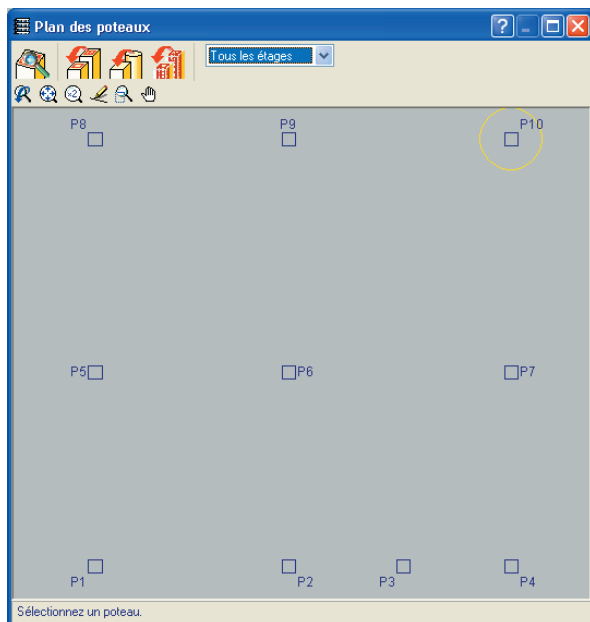 Plan des poteaux
Tous les étages
x2
P8 P9 P10
P5 P6 P7
P1 P2 P3 P4
Sélectionnez un poteau.